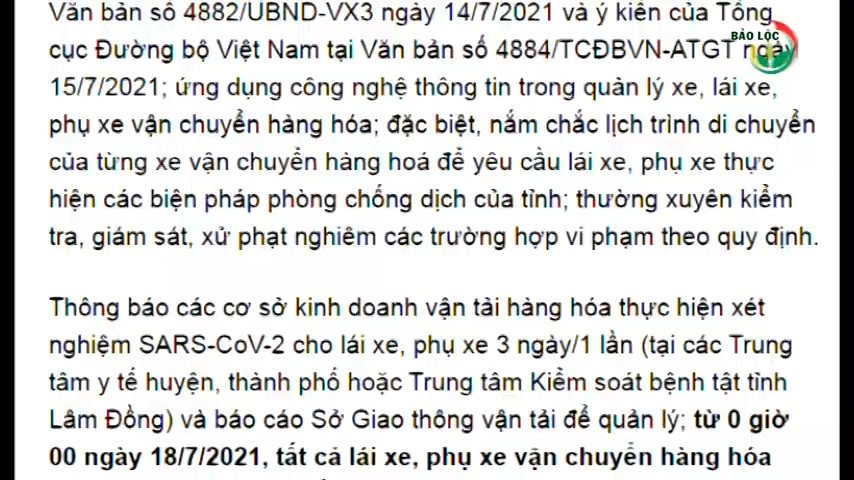 Văn bản số 4882/UBND-VX3 ngày 14/7/2021 và ý kiến của Tổng
cục Đường bộ Việt Nam tại Văn bản số 4884/TCĐBVN-ATGT ngày
BẢO LỘC
15/7/2021; ứng dụng công nghệ thông tin trong quản lý xe, lái xe,
phụ xe vận chuyển hàng hóa; đặc biệt, nắm chắc lịch trình di chuyển
của từng xe vận chuyển hàng hoá để yêu cầu lái xe, phụ xe thực
hiện các biện pháp phòng chống dịch của tỉnh; thường xuyên kiểm
tra, giám sát, xử phạt nghiêm các trường hợp vi phạm theo quy định.
Thông báo các cơ sở kinh doanh vận tải hàng hóa thực hiện xét
nghiệm SARS-CoV-2 cho lái xe, phụ xe 3 ngày/1 lần (tại các Trung
tâm y tế huyện, thành phố hoặc Trung tâm Kiểm soát bệnh tật tỉnh
Lâm Đồng) và báo cáo Sở Giao thông vận tải để quản lý; từ 0 giờ
00 ngày 18/7/2021, tất cả lái xe, phụ xe vận chuyển hàng hóa